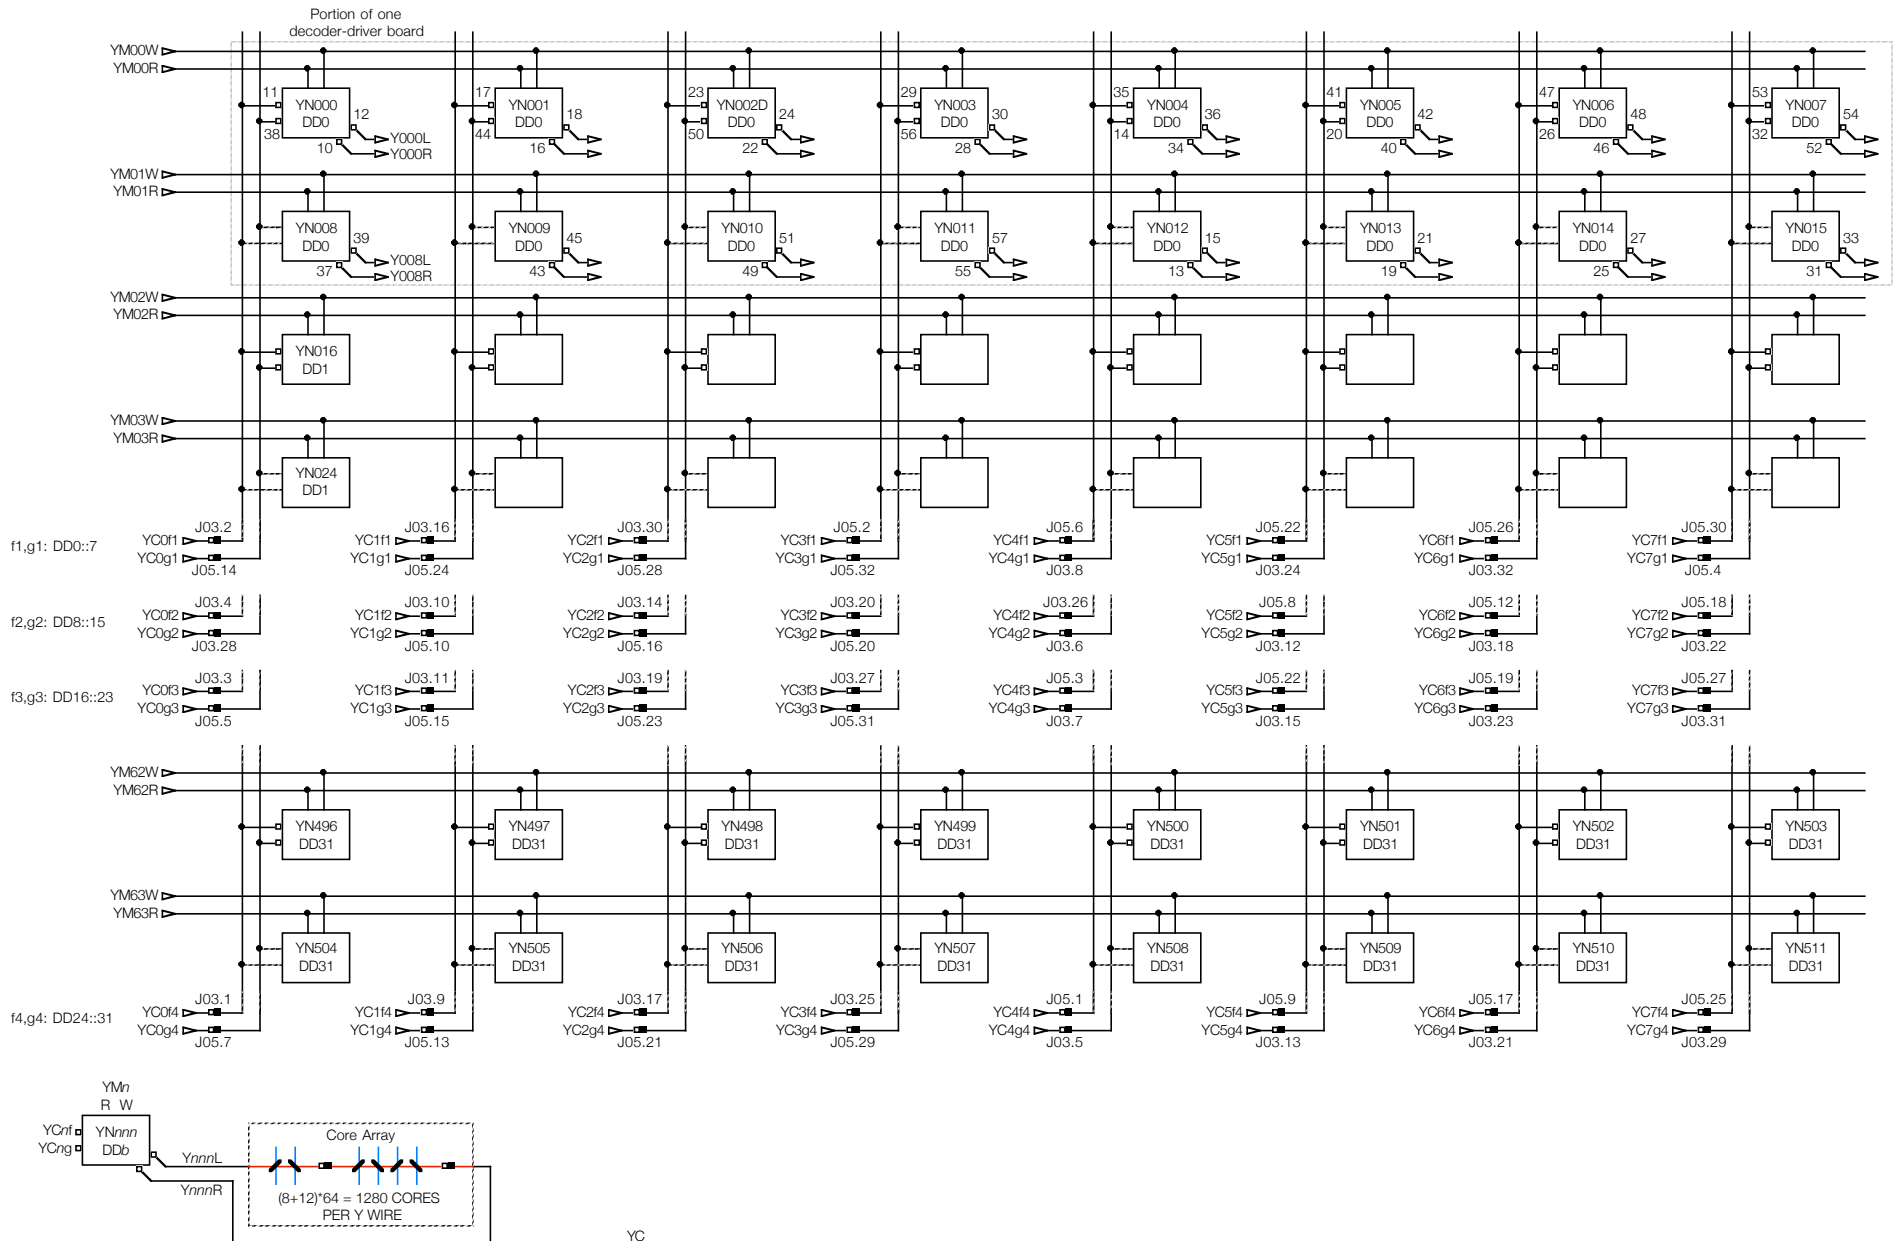 Portion of one
decoder-driver board
YM00W
YM00R
11 17 23 29 35 41 47 53
YN000 YN001 YN002D YN003 YN004 YN005 YN006 YN007
12 18 24 30 36 42 48 54
DD0 DD0 DD0 DD0 DD0 DD0 DD0 DD0
38 44 50 56 14 20 26 32
10 Y000L 16 22 28 34 40 46 52
Y000R
YM01W
YM01R
YN008 YN009 YN010 YN011 YN012 YN013 YN014 YN015
39 45 51 57 15 21 27 33
DD0 DD0 DD0 DD0 DD0 DD0 DD0 DD0
Y008L
37 Y008R 43 49 55 13 19 25 31
YM02W
YM02R
YN016
DD1
YM03W
YM03R
YN024
DD1
J03.2 J03.16 J03.30 J05.2 J05.6 J05.22 J05.26 J05.30
YC0f1 YC1f1 YC2f1 YC3f1 YC4f1 YC5f1 YC6f1 YC7f1
f1,g1: DD0::7
YC0g1 YC1g1 YC2g1 YC3g1 YC4g1 YC5g1 YC6g1 YC7g1
J05.14 J05.24 J05.28 J05.32 J03.8 J03.24 J03.32 J05.4
J03.4 J03.10 J03.14 J03.20 J03.26 J05.8 J05.12 J05.18
YC0f2 YC1f2 YC2f2 YC3f2 YC4f2 YC5f2 YC6f2 YC7f2
f2,g2: DD8::15
YC0g2 YC1g2 YC2g2 YC3g2 YC4g2 YC5g2 YC6g2 YC7g2
J03.28 J05.10 J05.16 J05.20 J03.6 J03.12 J03.18 J03.22
J03.3 J03.11 J03.19 J03.27 J05.3 J05.22 J05.19 J05.27
YC0f3 YC1f3 YC2f3 YC3f3 YC4f3 YC5f3 YC6f3 YC7f3
f3,g3: DD16::23
YC0g3 YC1g3 YC2g3 YC3g3 YC4g3 YC5g3 YC6g3 YC7g3
J05.5 J05.15 J05.23 J05.31 J03.7 J03.15 J03.23 J03.31
YM62W
YM62R
YN496 YN497 YN498 YN499 YN500 YN501 YN502 YN503
DD31 DD31 DD31 DD31 DD31 DD31 DD31 DD31
YM63W
YM63R
YN504 YN505 YN506 YN507 YN508 YN509 YN510 YN511
DD31 DD31 DD31 DD31 DD31 DD31 DD31 DD31
J03.1 J03.9 J03.17 J03.25 J05.1 J05.9 J05.17 J05.25
YC0f4 YC1f4 YC2f4 YC3f4 YC4f4 YC5f4 YC6f4 YC7f4
f4,g4: DD24::31
YC0g4 YC1g4 YC2g4 YC3g4 YC4g4 YC5g4 YC6g4 YC7g4
J05.7 J05.13 J05.21 J05.29 J03.5 J03.13 J03.21 J03.29
YMn
R W
YCnf YNnnn
YCng DDb
YnnnL
YnnnR
Core Array
(8+12)*64 = 1280 CORES
PER Y WIRE
YC